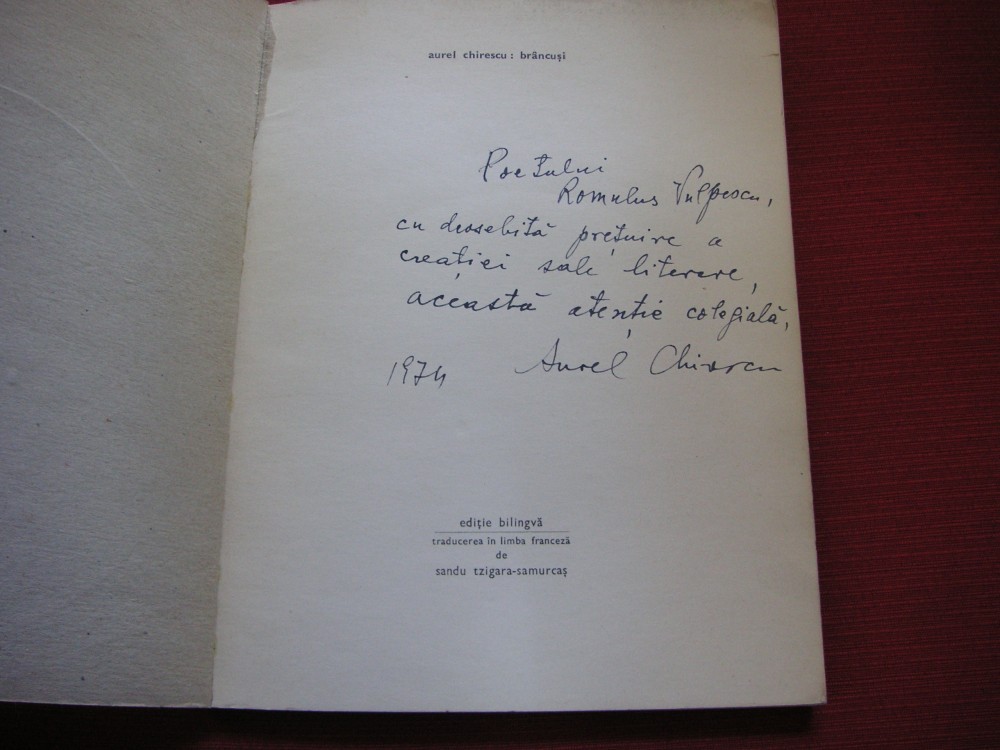 aurel chirescu: brâncuși
Poetului
Romulus Vulpescu,
cu deosebită prețuire a
creației sale literare,
această atenție colegială,
1974 Aurel Chirescu
ediție bilingvă
traducerea în limba franceză
de
sandu tzigara-samurcaș